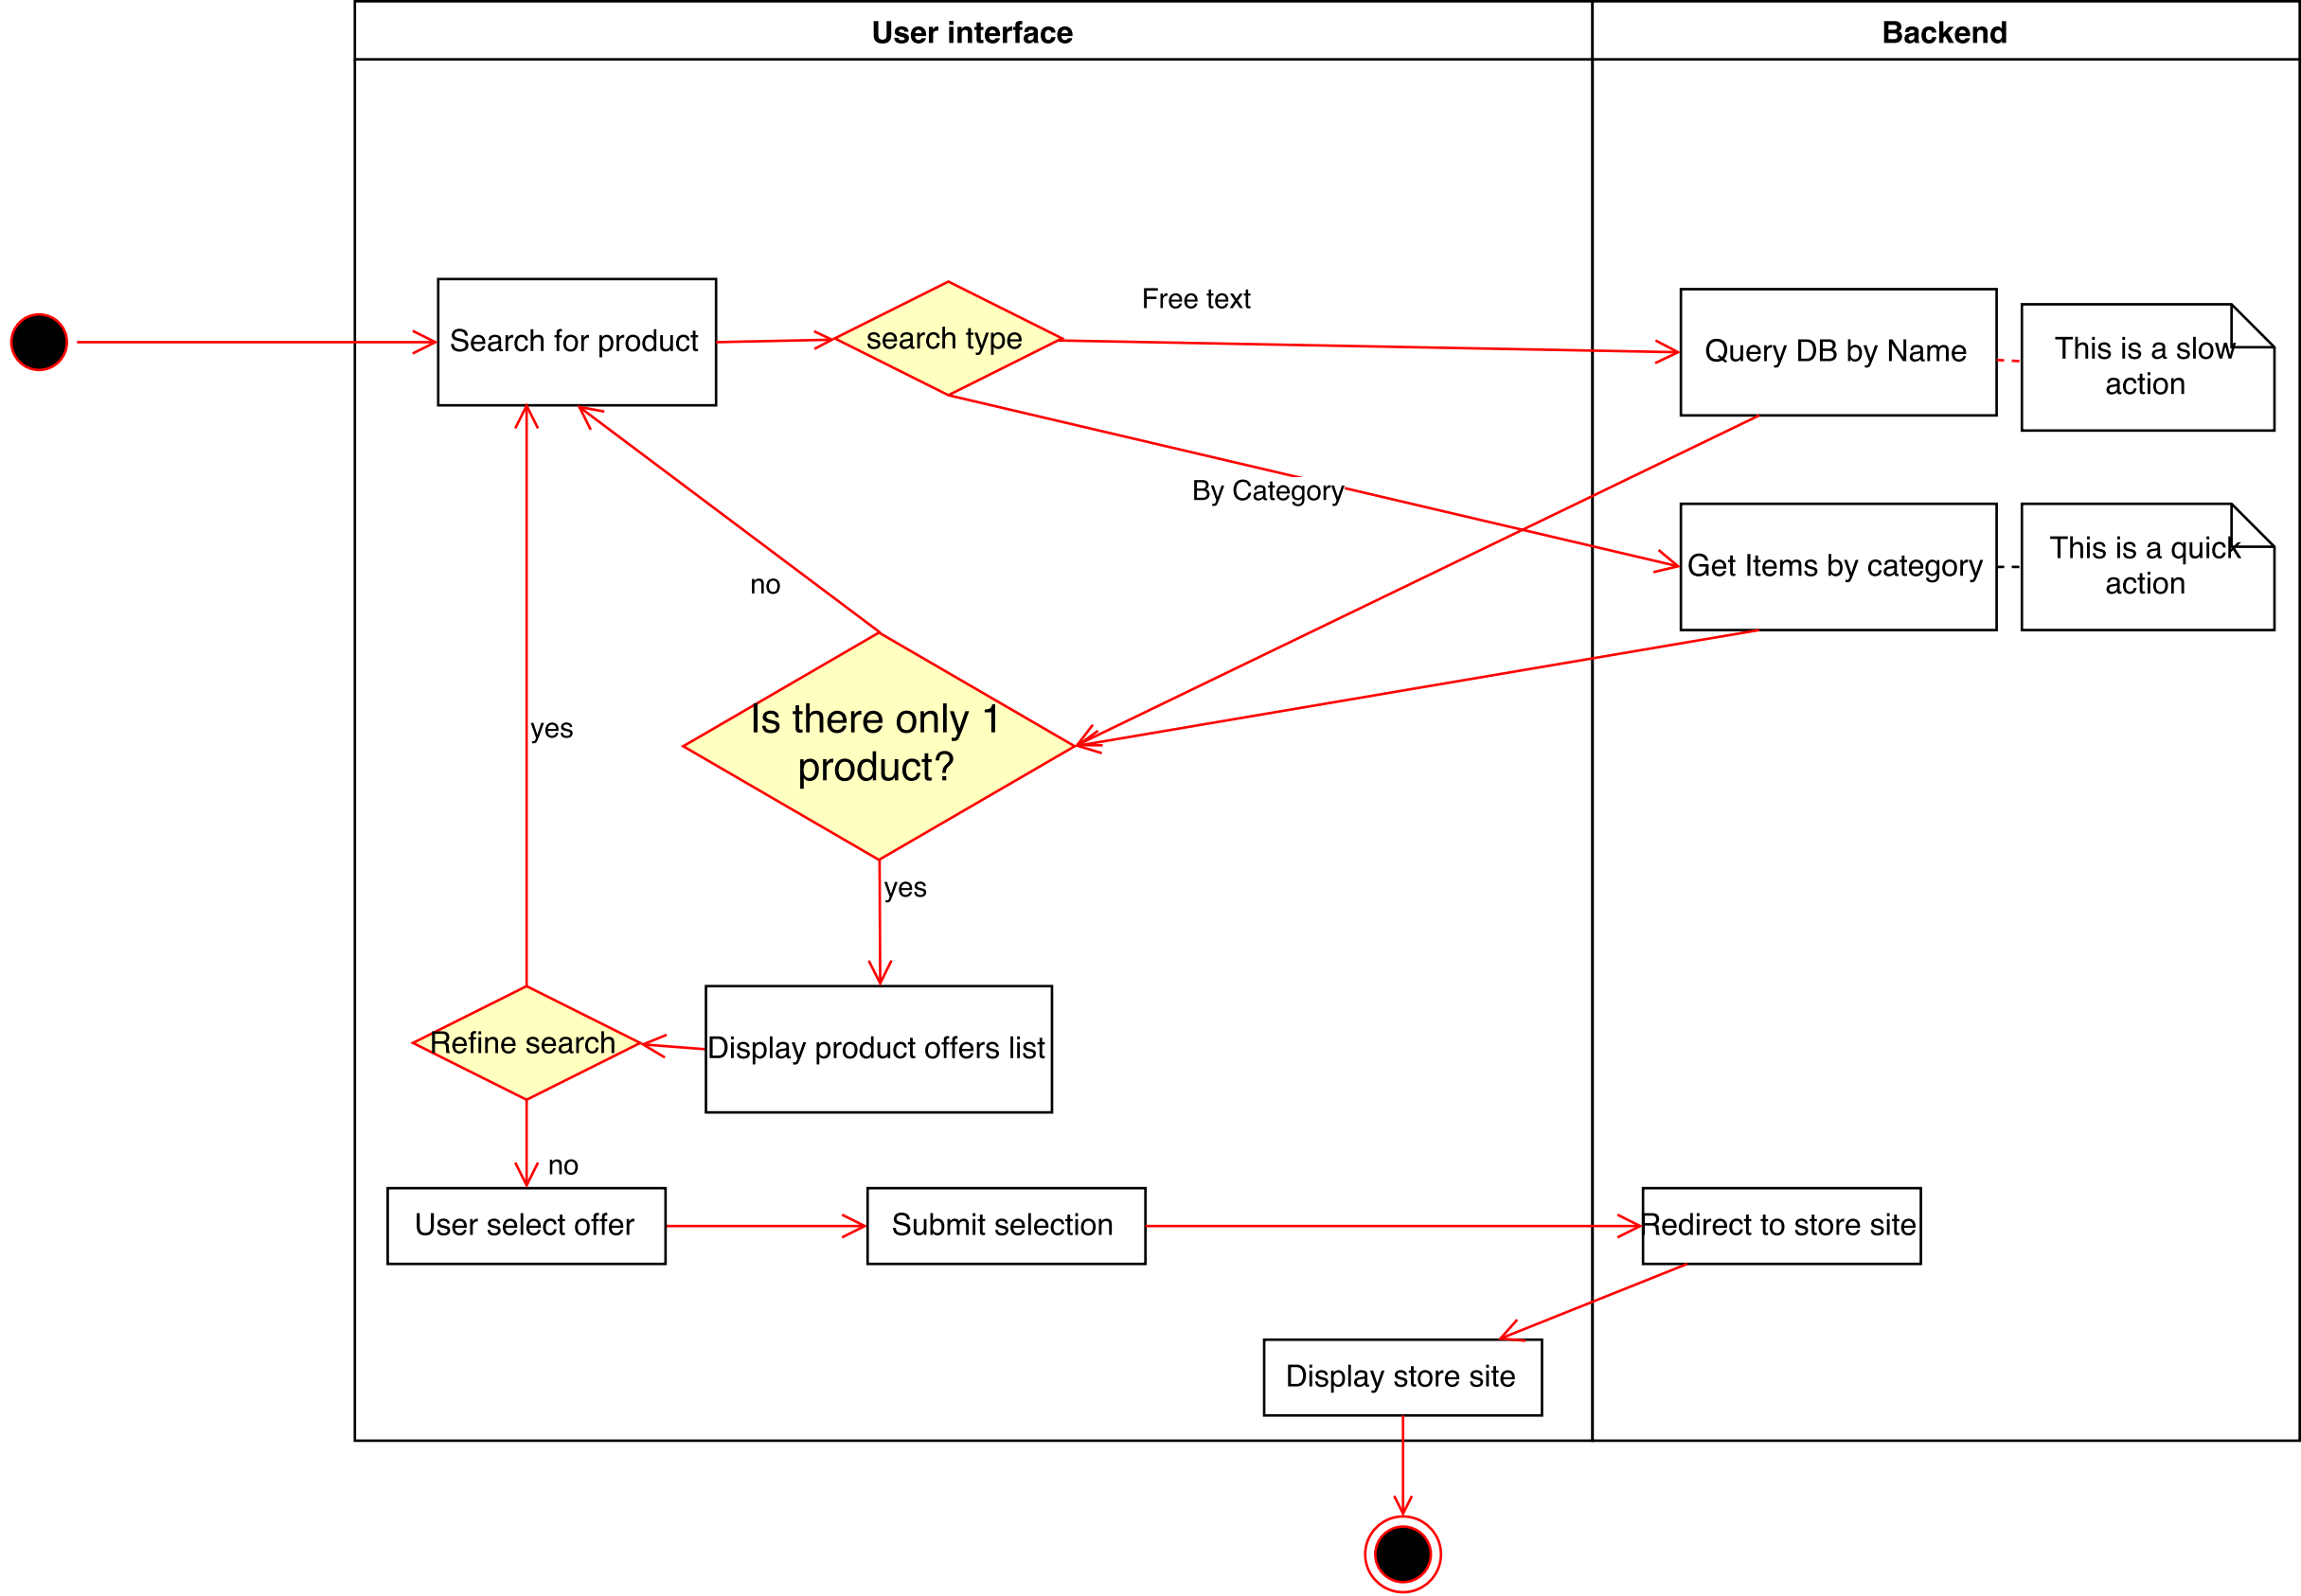 User interface
Backend
Free text
Search for product
search type
Query DB by Name
This is a slow
action
By Category
Get Items by category
This is a quick
action
no
yes
Is there only 1
product?
yes
Refine search
Display product offers list
no
User select offer
Submit selection
Redirect to store site
Display store site